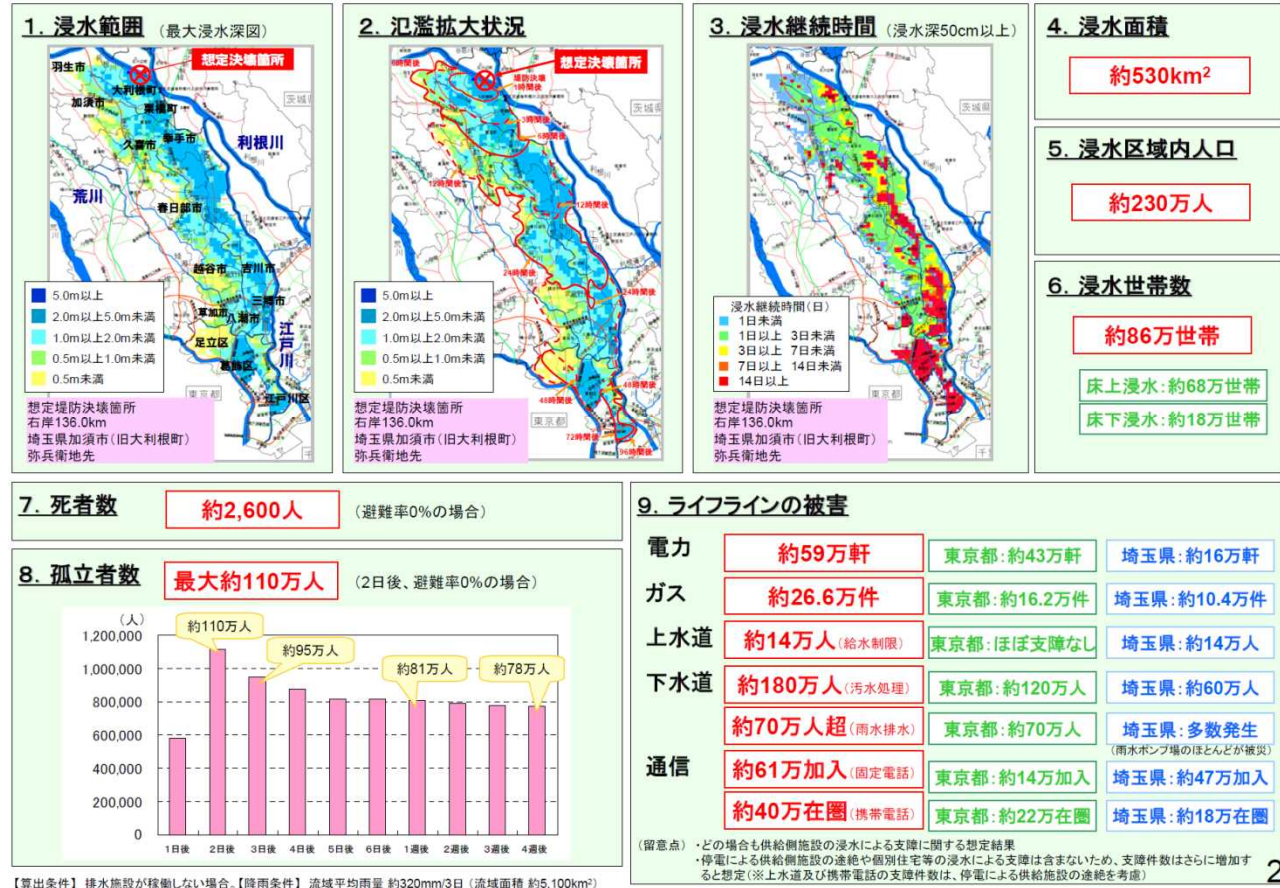 1. 浸水範囲 (最大浸水深図)
想定決壊箇所
羽生市
大利根町
加須市
栗橋町
幸手市
久喜市
利根川
茨城県
荒川
春日部市
越谷市
吉川市
三郷市
草加市
八潮市
足立区
江戸川
葛飾区
東京都
江戸川区
5.0m以上
2.0m以上5.0m未満
1.0m以上2.0m未満
0.5m以上1.0m未満
0.5m未満
想定堤防決壊箇所
右岸136.0km
埼玉県加須市(旧大利根町)
弥兵衛地先
2. 氾濫拡大状況
想定決壊箇所
6時間後
堤防決壊
1時間後
茨城県
3時間後
6時間後
12時間後
12時間後
24時間後
24時間後
48時間後
48時間後
東京都
72時間後
96時間後
5.0m以上
2.0m以上5.0m未満
1.0m以上2.0m未満
0.5m以上1.0m未満
0.5m未満
想定堤防決壊箇所
右岸136.0km
埼玉県加須市(旧大利根町)
弥兵衛地先
3. 浸水継続時間 (浸水深50cm以上)
茨城県
浸水継続時間(日)
1日未満
1日以上 3日未満
3日以上 7日未満
7日以上 14日未満
14日以上
東京都
想定堤防決壊箇所
右岸136.0km
埼玉県加須市(旧大利根町)
弥兵衛地先
4. 浸水面積
約530km²
5. 浸水区域内人口
約230万人
6. 浸水世帯数
約86万世帯
床上浸水:約68万世帯
床下浸水:約18万世帯
7. 死者数 約2,600人 (避難率0%の場合)
8. 孤立者数 最大約110万人 (2日後、避難率0%の場合)
(人)
1,200,000
1,000,000
800,000
600,000
400,000
200,000
0
約110万人
約95万人
約81万人
約78万人
1日後 2日後 3日後 4日後 5日後 6日後 1週後 2週後 3週後 4週後
9. ライフラインの被害
電力 約59万軒 東京都:約43万軒 埼玉県:約16万軒
ガス 約26.6万件 東京都:約16.2万件 埼玉県:約10.4万件
上水道 約14万人(給水制限) 東京都:ほぼ支障なし 埼玉県:約14万人
下水道 約180万人(汚水処理) 東京都:約120万人 埼玉県:約60万人
約70万人超(雨水排水) 東京都:約70万人 埼玉県:多数発生
(雨水ポンプ場のほとんどが被災)
通信 約61万加入(固定電話) 東京都:約14万加入 埼玉県:約47万加入
約40万在圏(携帯電話) 東京都:約22万在圏 埼玉県:約18万在圏
(留意点) ・どの場合も供給側施設の浸水による支障に関する想定結果
・停電による供給側施設の途絶や個別住宅等の浸水による支障は含まないため、支障件数はさらに増加す
ると想定(※上水道及び携帯電話の支障件数は、停電による供給施設の途絶を考慮)
【算出条件】 排水施設が稼働しない場合。【降雨条件】 流域平均雨量 約320mm/3日 (流域面積 約5,100km²)
2